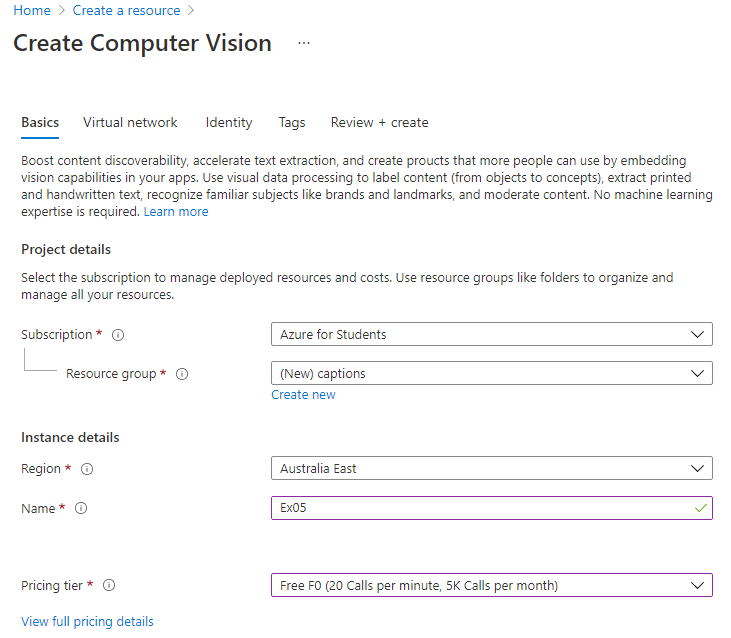 Home > Create a resource >
Create Computer Vision ...
Basics Virtual network Identity Tags Review + create
Boost content discoverability, accelerate text extraction, and create proucts that more people can use by embedding
vision capabilities in your apps. Use visual data processing to label content (from objects to concepts), extract printed
and handwritten text, recognize familiar subjects like brands and landmarks, and moderate content. No machine learning
expertise is required. Learn more
Project details
Select the subscription to manage deployed resources and costs. Use resource groups like folders to organize and
manage all your resources.
Subscription * Azure for Students
Resource group * (New) captions
Create new
Instance details
Region * Australia East
Name * Ex05
Pricing tier * Free F0 (20 Calls per minute, 5K Calls per month)
View full pricing details